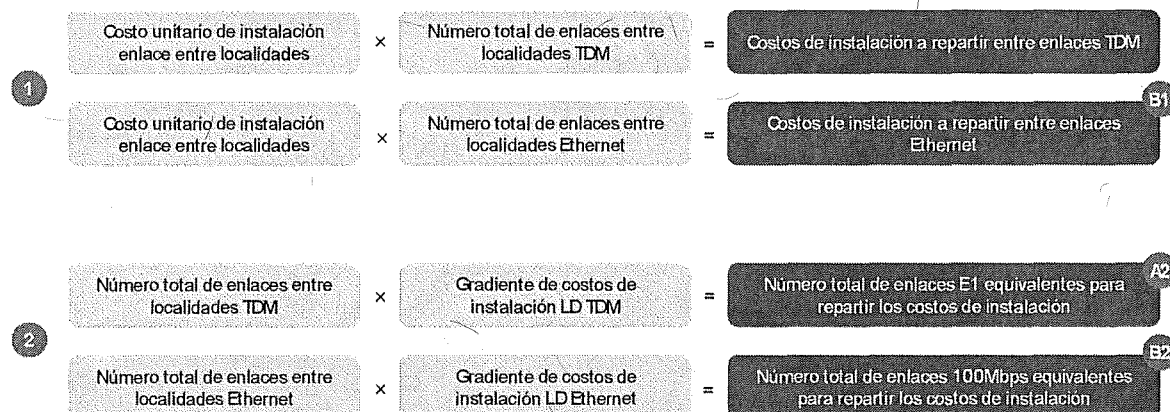 Costo unitario de instalación
enlace entre localidades
×
Número total de enlaces entre
localidades TDM
=
Costos de instalación a repartir entre enlaces TDM
1
B1
Costo unitario de instalación
enlace entre localidades
×
Número total de enlaces entre
localidades Ethernet
=
Costos de instalación a repartir entre enlaces
Ethernet
A2
Número total de enlaces entre
localidades TDM
×
Gradiente de costos de
instalación LD TDM
=
Número total de enlaces E1 equivalentes para
repartir los costos de instalación
2
B2
Número total de enlaces entre
localidades Ethernet
×
Gradiente de costos de
instalación LD Ethernet
=
Número total de enlaces 100Mbps equivalentes
para repartir los costos de instalación